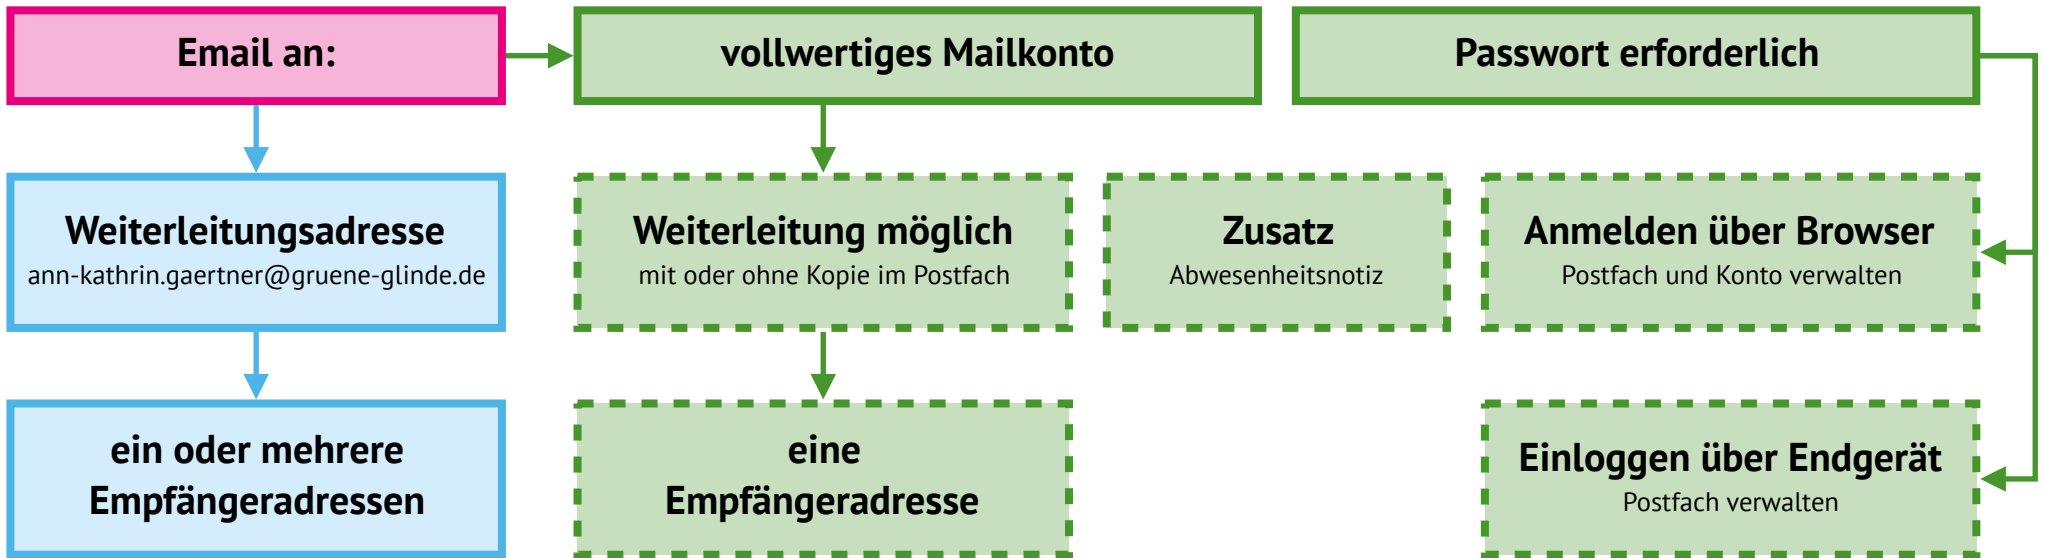 Email an:
vollwertiges Mailkonto
Passwort erforderlich
Weiterleitungsadresse
ann-kathrin.gaertner@gruene-glinde.de
Weiterleitung möglich
mit oder ohne Kopie im Postfach
Zusatz
Abwesenheitsnotiz
Anmelden über Browser
Postfach und Konto verwalten
ein oder mehrere
Empfängeradressen
eine
Empfängeradresse
Einloggen über Endgerät
Postfach verwalten